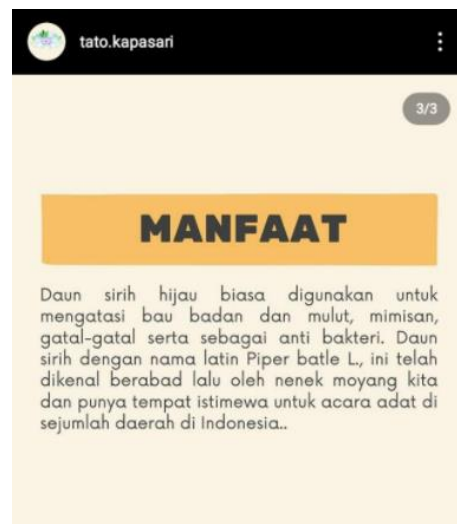 tato.kapasari
3/3
MANFAAT
Daun sirih hijau biasa digunakan untuk
mengatasi bau badan dan mulut, mimisan,
gatal-gatal serta sebagai anti bakteri. Daun
sirih dengan nama latin Piper batle L., ini telah
dikenal berabad lalu oleh nenek moyang kita
dan punya tempat istimewa untuk acara adat di
sejumlah daerah di Indonesia..